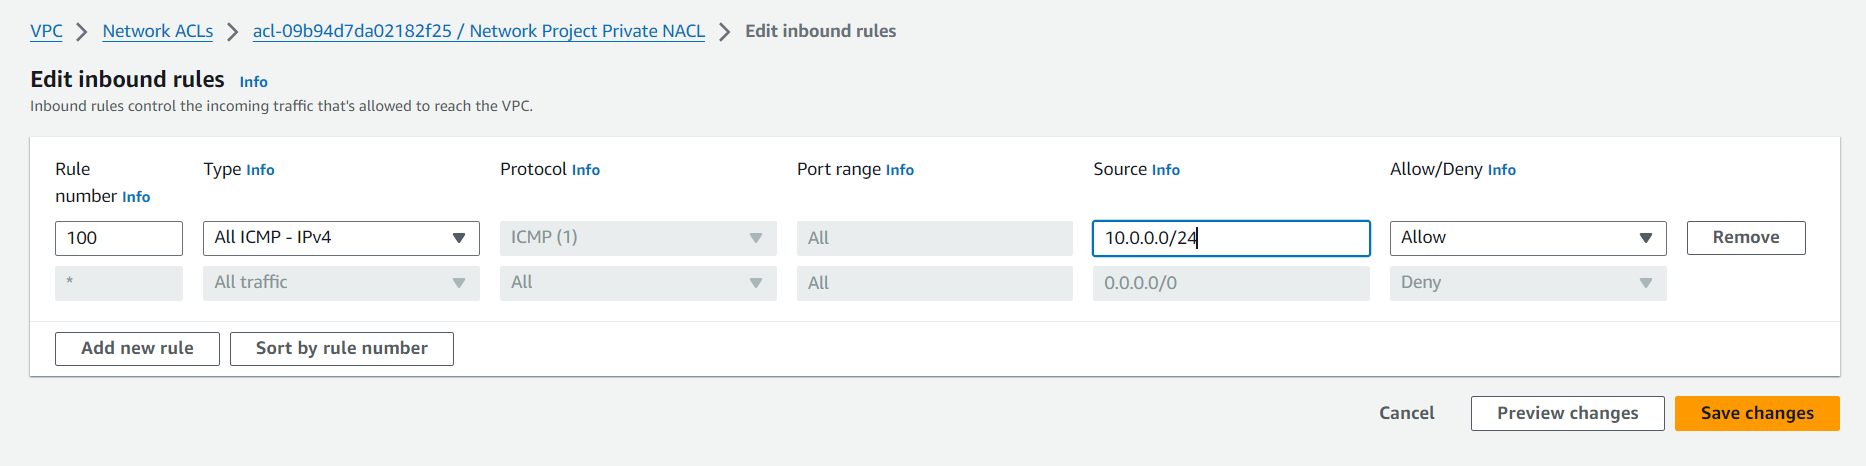 VPC > Network ACLs > acl-09b94d7da02182f25 / Network Project Private NACL > Edit inbound rules
Edit inbound rules Info
Inbound rules control the incoming traffic that's allowed to reach the VPC.
Rule number Info Type Info Protocol Info Port range Info Source Info Allow/Deny Info
100 All ICMP - IPv4 ICMP (1) All 10.0.0.0/24 Allow Remove
* All traffic All All 0.0.0.0/0 Deny
Add new rule Sort by rule number
Cancel Preview changes Save changes